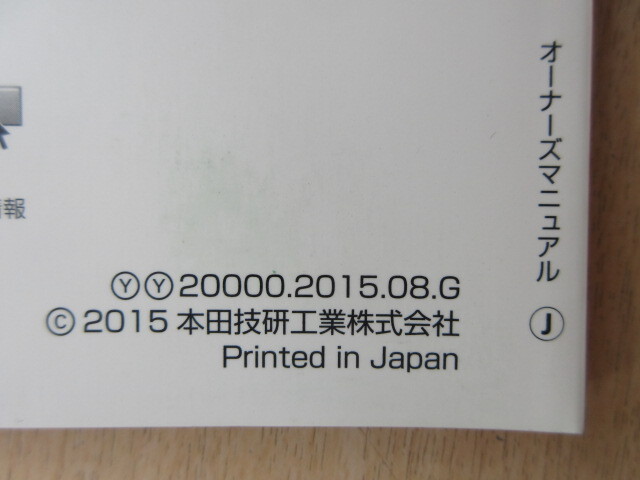 オーナーズマニュアル Ⓙ
情報
ⓎⓎ20000.2015.08.G
© 2015 本田技研工業株式会社
Printed in Japan